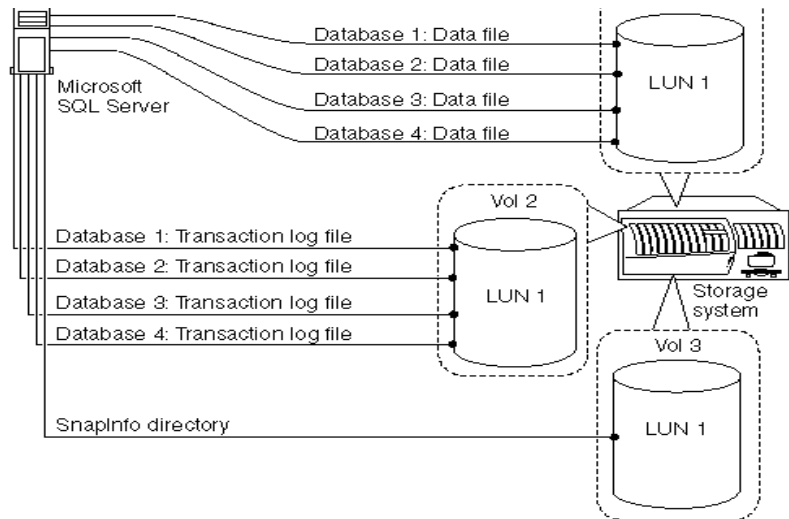 Database 1: Data file
Database 2: Data file
Database 3: Data file
Database 4: Data file
LUN 1
Microsoft
SQL Server
Vol 2
Database 1: Transaction log file
Database 2: Transaction log file
Database 3: Transaction log file
Database 4: Transaction log file
LUN 1
Storage
system
Vol 3
SnapInfo directory
LUN 1